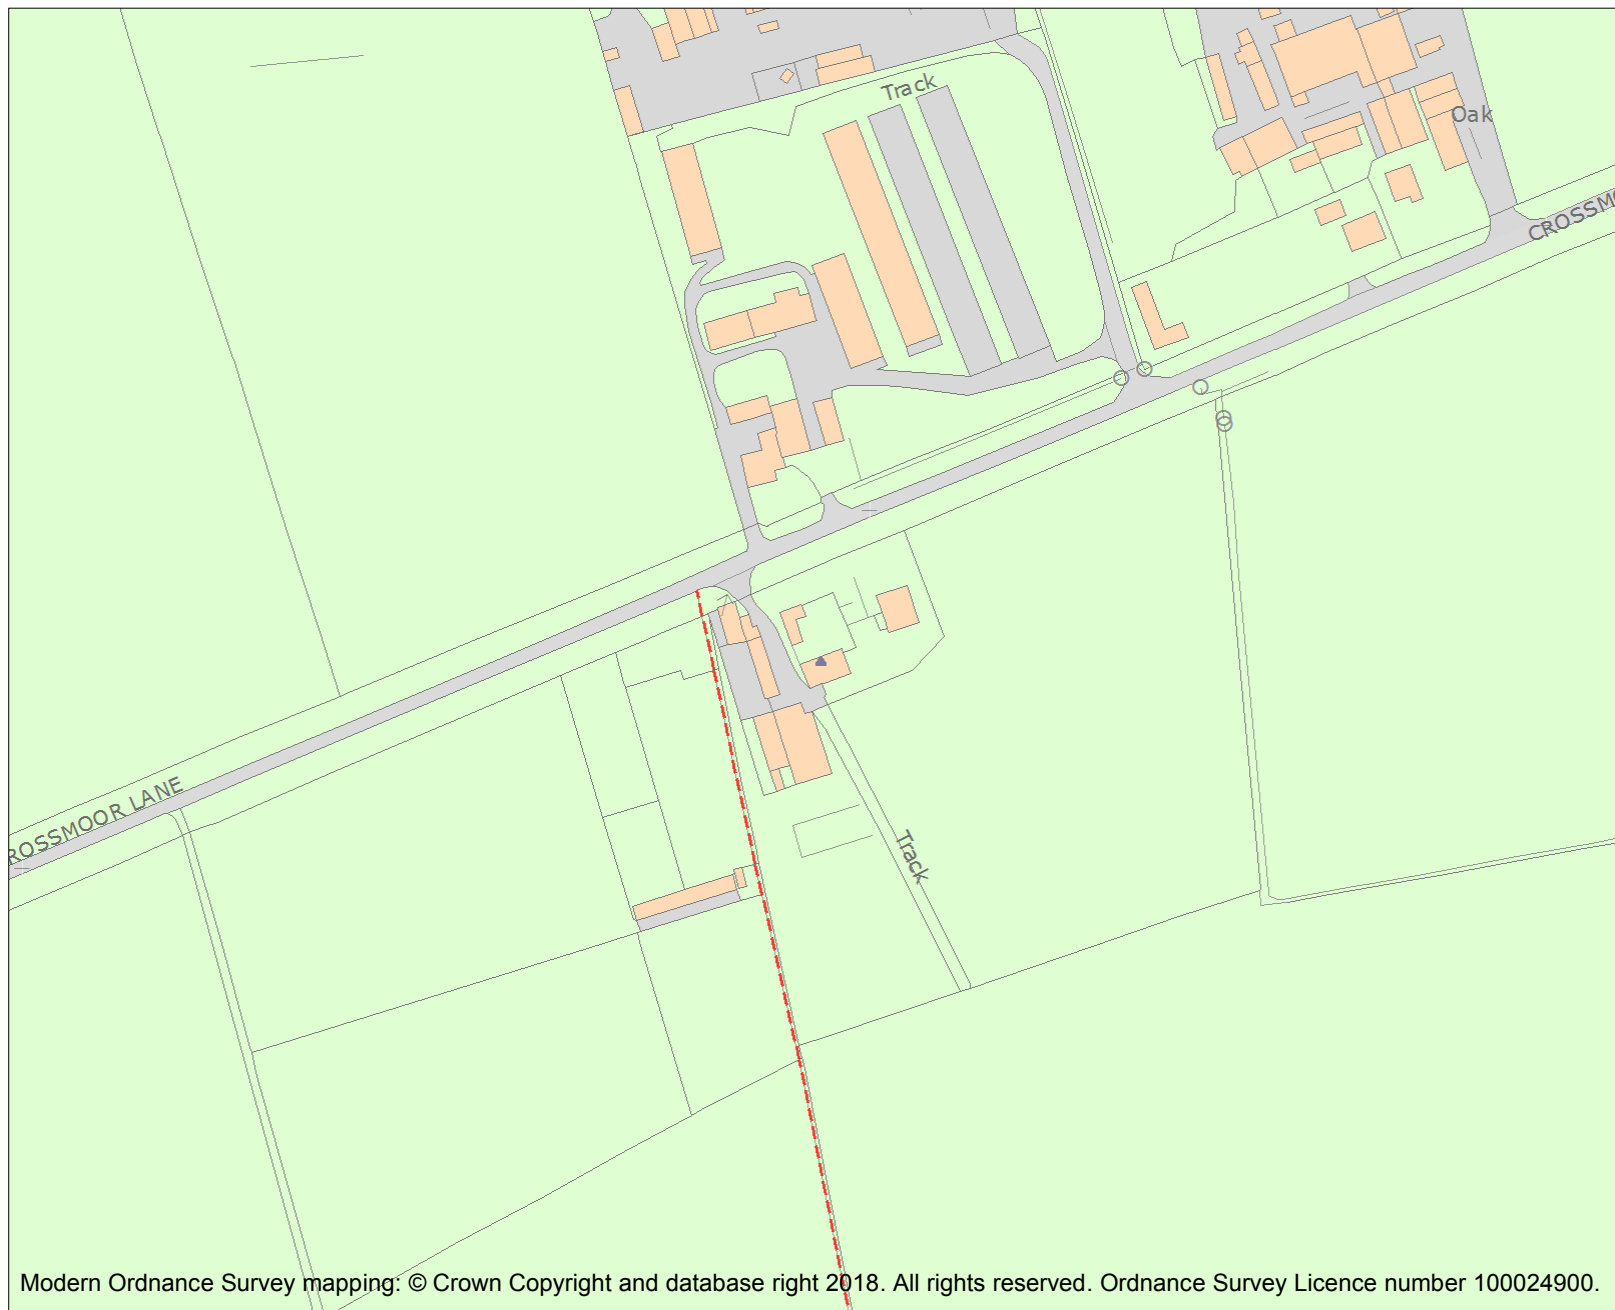 Track
Oak
CROSSM
ROSSMOOR LANE
Track
Modern Ordnance Survey mapping: © Crown Copyright and database right 2018. All rights reserved. Ordnance Survey Licence number 100024900.